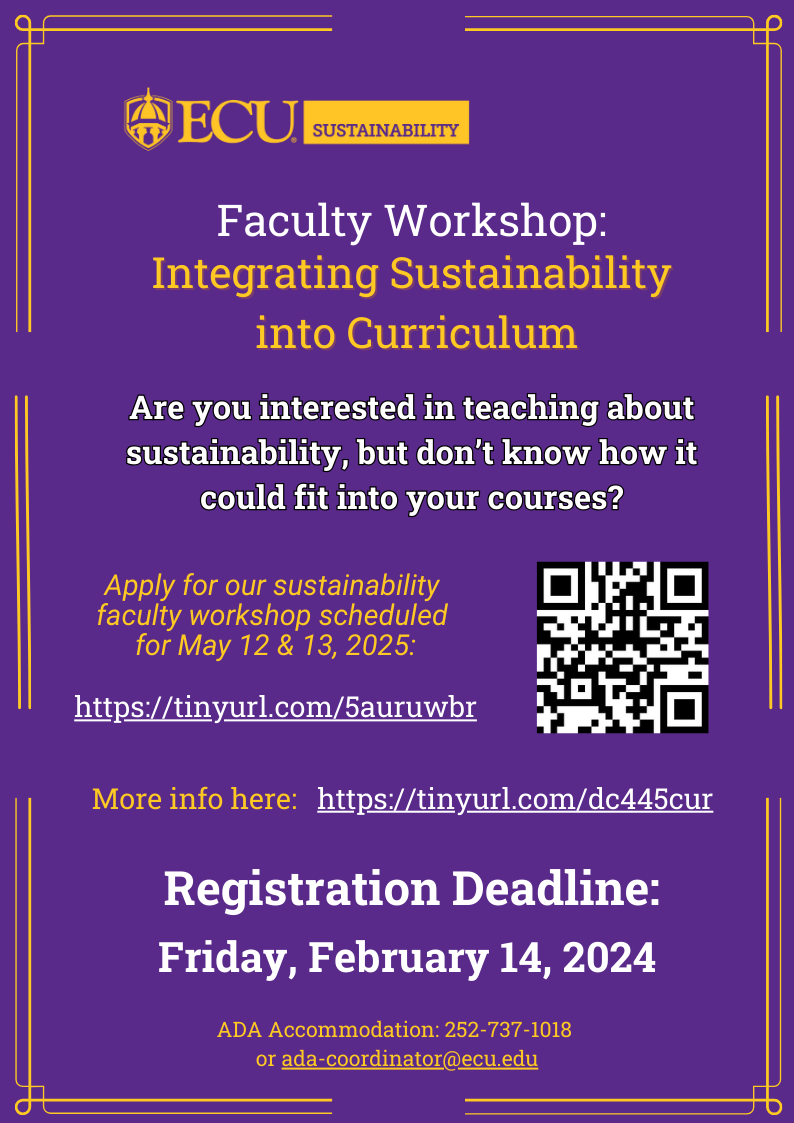 ECU SUSTAINABILITY
Faculty Workshop:
Integrating Sustainability
into Curriculum
Are you interested in teaching about
sustainability, but don’t know how it
could fit into your courses?
Apply for our sustainability
faculty workshop scheduled
for May 12 & 13, 2025:
https://tinyurl.com/5auruwbr
More info here: https://tinyurl.com/dc445cur
Registration Deadline:
Friday, February 14, 2024
ADA Accommodation: 252-737-1018
or ada-coordinator@ecu.edu